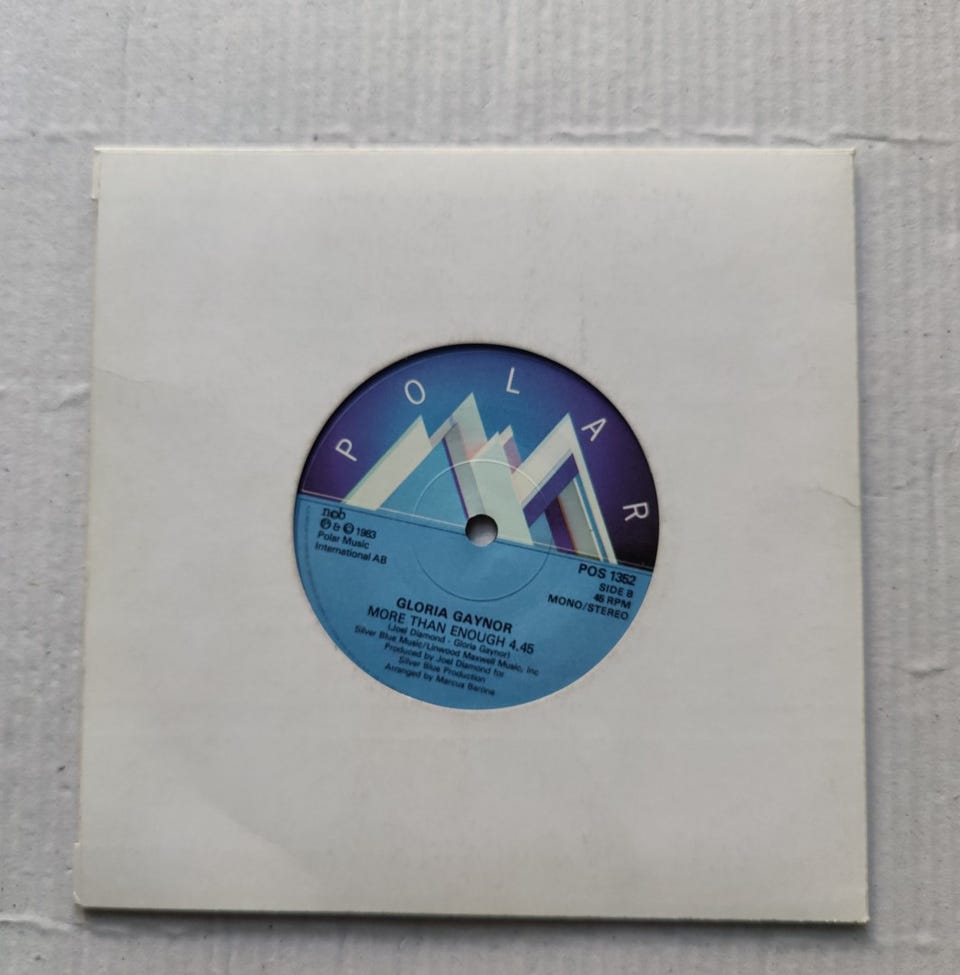 POLAR
ncb
Ⓟ & © 1983
Polar Music
International AB
POS 1352
SIDE B
45 RPM
MONO/STEREO
GLORIA GAYNOR
MORE THAN ENOUGH 4.45
(Joel Diamond - Gloria Gaynor)
Silver Blue Music/Linwood Maxwell Music, Inc
Produced by Joel Diamond for
Silver Blue Production
Arranged by Marcus Barone